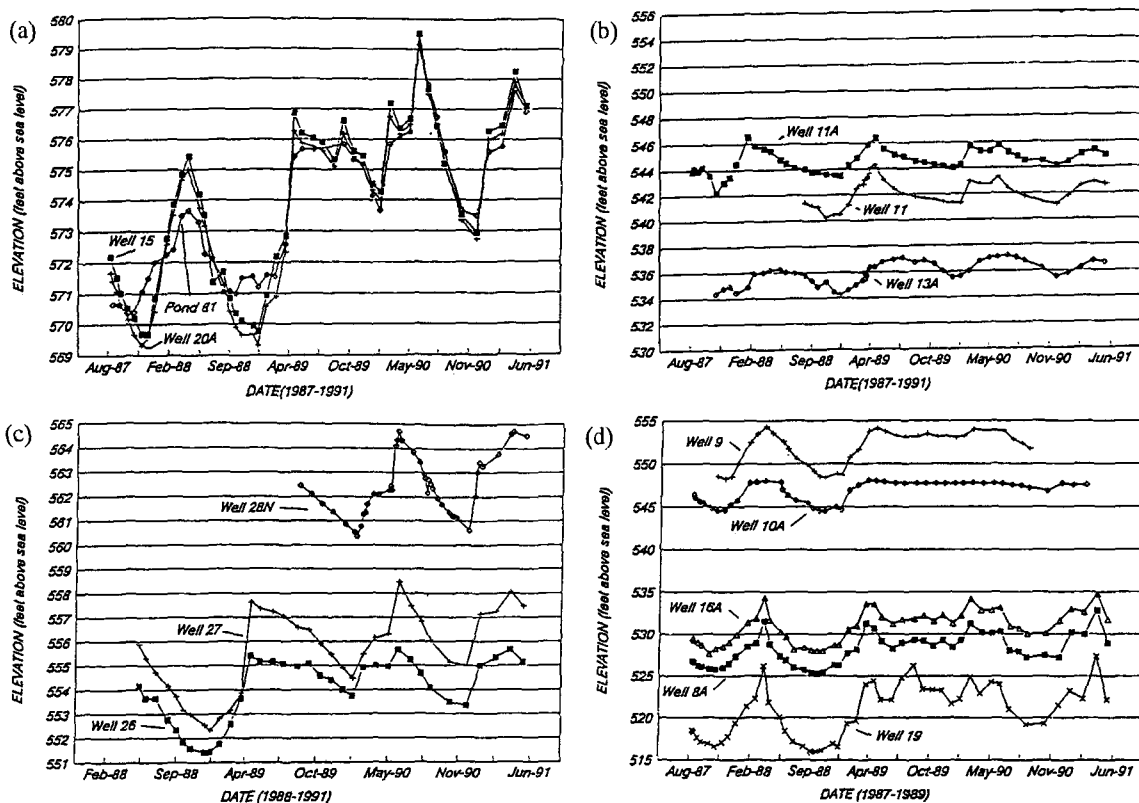 (a)
580
579
578
577
576
575
574
573
572
571
570
569
ELEVATION (feet above sea level)
Well 15
Pond 81
Well 20A
Aug-87 Feb-88 Sep-88 Apr-89 Oct-89 May-90 Nov-90 Jun-91
DATE(1987-1991)
(b)
556
554
552
550
548
546
544
542
540
538
536
534
532
530
ELEVATION (feet above sea level)
Well 11A
Well 11
Well 13A
Aug-87 Feb-88 Sep-88 Apr-89 Oct-89 May-90 Nov-90 Jun-91
DATE(1987-1991)
(c)
565
564
563
562
561
560
559
558
557
556
555
554
553
552
551
ELEVATION (feet above sea level)
Well 28N
Well 27
Well 26
Feb-88 Sep-88 Apr-89 Oct-89 May-90 Nov-90 Jun-91
DATE (1988-1991)
(d)
555
550
545
540
535
530
525
520
515
ELEVATION (feet above sea level)
Well 9
Well 10A
Well 16A
Well 8A
Well 19
Aug-87 Feb-88 Sep-88 Apr-89 Oct-89 May-90 Nov-90 Jun-91
DATE (1987-1989)